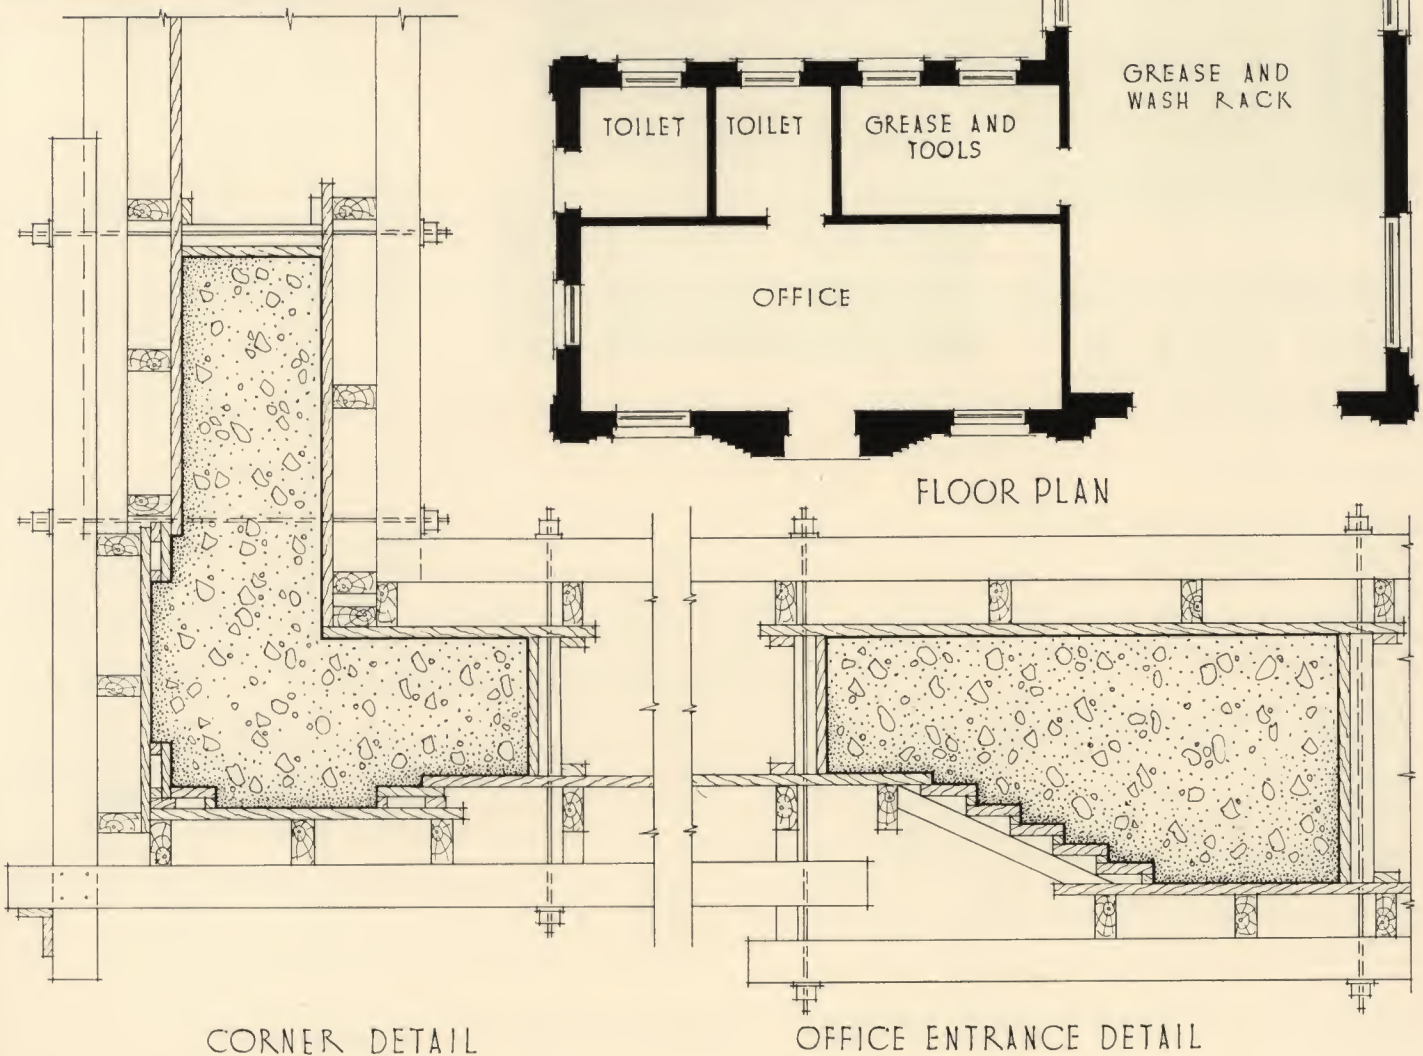 GREASE AND
WASH RACK
TOILET
TOILET
GREASE AND
TOOLS
OFFICE
FLOOR PLAN
CORNER DETAIL
OFFICE ENTRANCE DETAIL